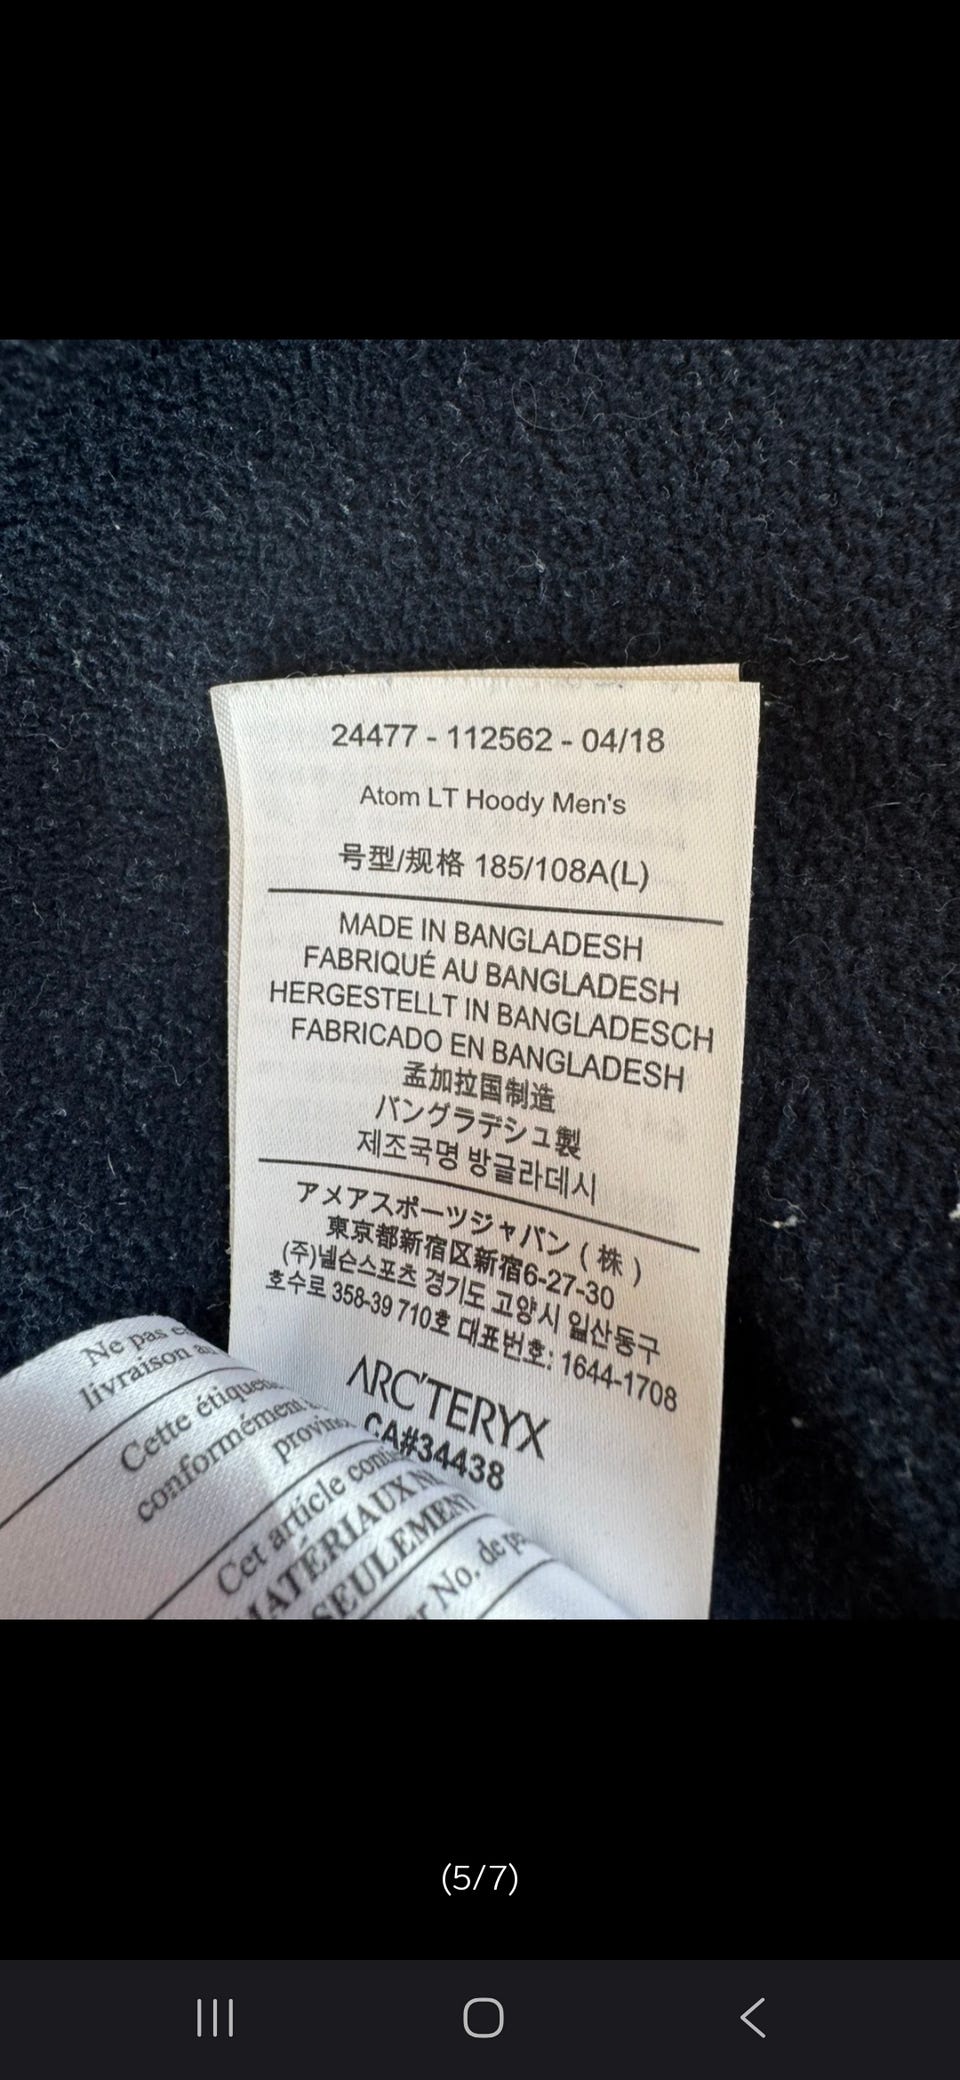 24477 - 112562 - 04/18
Atom LT Hoody Men's
号型/规格 185/108A(L)
MADE IN BANGLADESH
FABRIQUÉ AU BANGLADESH
HERGESTELLT IN BANGLADESCH
FABRICADO EN BANGLADESH
孟加拉国制造
バングラデシュ製
제조국명 방글라데시
アメアスポーツジャパン（株）
東京都新宿区新宿6-27-30
(주)넬슨스포츠 경기도 고양시 일산동구
호수로 358-39 710호 대표번호: 1644-1708
ARC'TERYX
CA#34438
Ne pas
livraison
Cette
conformément
Cet article
MATÉRIAUX
SEULEMENT
No. de
(5/7)